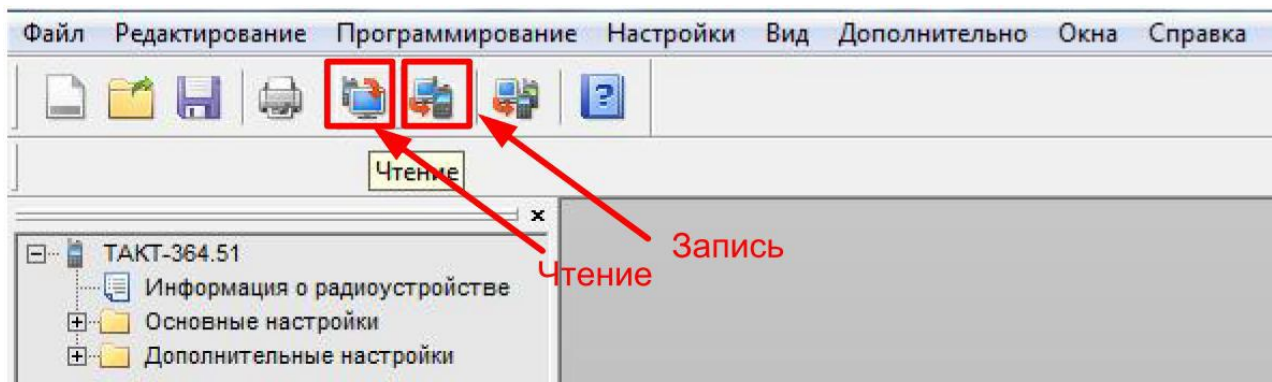 Файл Редактирование Программирование Настройки Вид Дополнительно Окна Справка
Чтение
Запись
Чтение
ТАКТ-364.51
Информация о радиоустройстве
Основные настройки
Дополнительные настройки